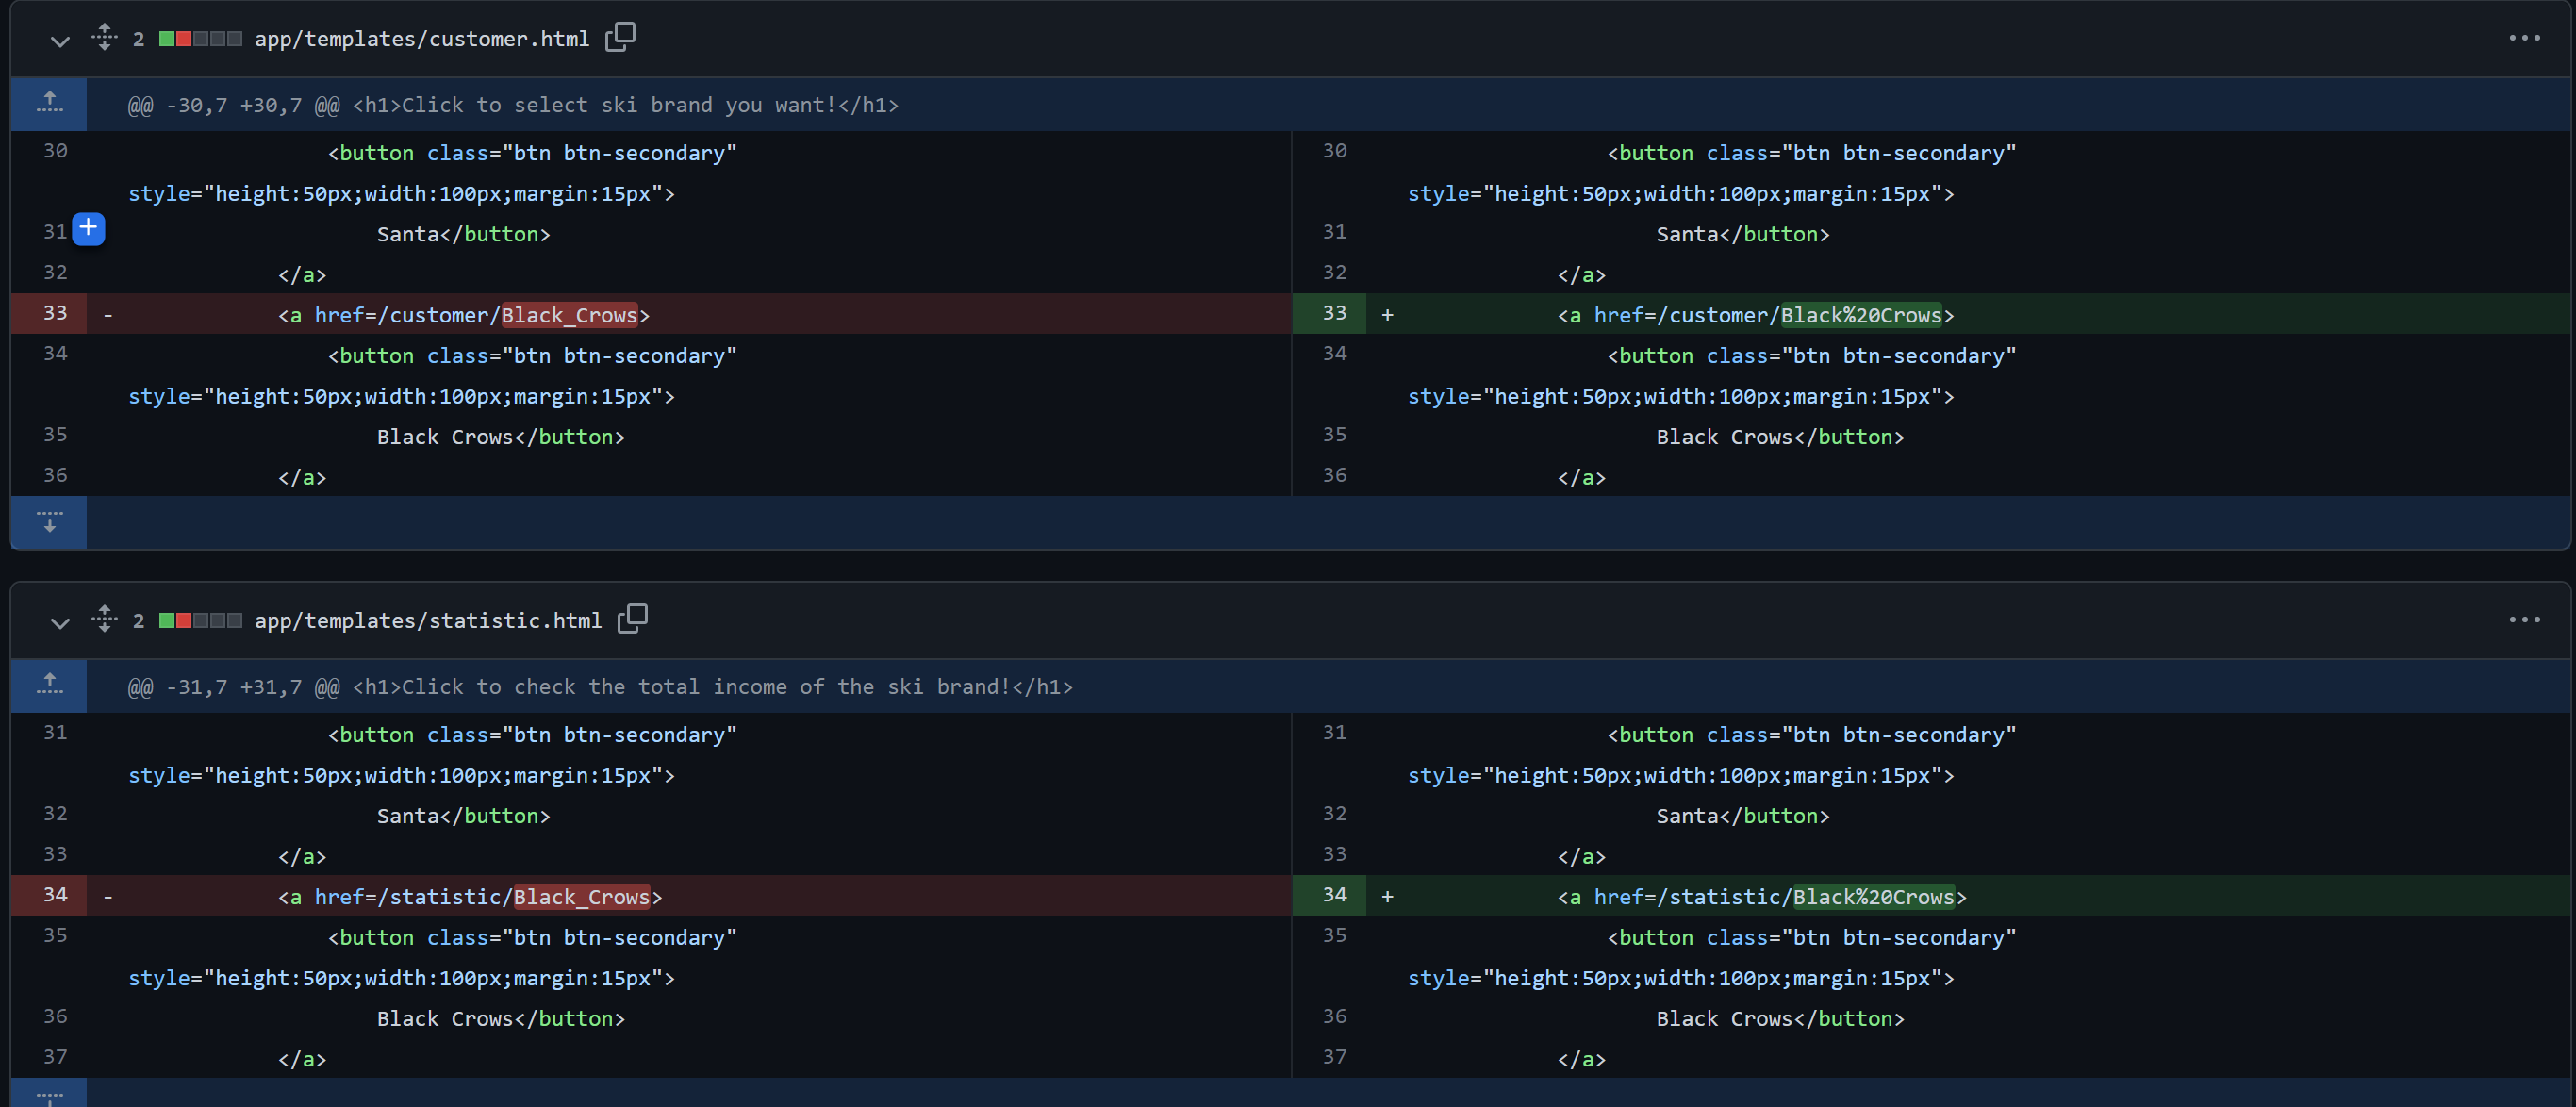 2 app/templates/customer.html
@@ -30,7 +30,7 @@ <h1>Click to select ski brand you want!</h1>
30 <button class="btn btn-secondary" 30 <button class="btn btn-secondary"
style="height:50px;width:100px;margin:15px"> style="height:50px;width:100px;margin:15px">
31 Santa</button> 31 Santa</button>
32 </a> 32 </a>
33 - <a href=/customer/Black_Crows> 33 + <a href=/customer/Black%20Crows>
34 <button class="btn btn-secondary" 34 <button class="btn btn-secondary"
style="height:50px;width:100px;margin:15px"> style="height:50px;width:100px;margin:15px">
35 Black Crows</button> 35 Black Crows</button>
36 </a> 36 </a>
2 app/templates/statistic.html
@@ -31,7 +31,7 @@ <h1>Click to check the total income of the ski brand!</h1>
31 <button class="btn btn-secondary" 31 <button class="btn btn-secondary"
style="height:50px;width:100px;margin:15px"> style="height:50px;width:100px;margin:15px">
32 Santa</button> 32 Santa</button>
33 </a> 33 </a>
34 - <a href=/statistic/Black_Crows> 34 + <a href=/statistic/Black%20Crows>
35 <button class="btn btn-secondary" 35 <button class="btn btn-secondary"
style="height:50px;width:100px;margin:15px"> style="height:50px;width:100px;margin:15px">
36 Black Crows</button> 36 Black Crows</button>
37 </a> 37 </a>